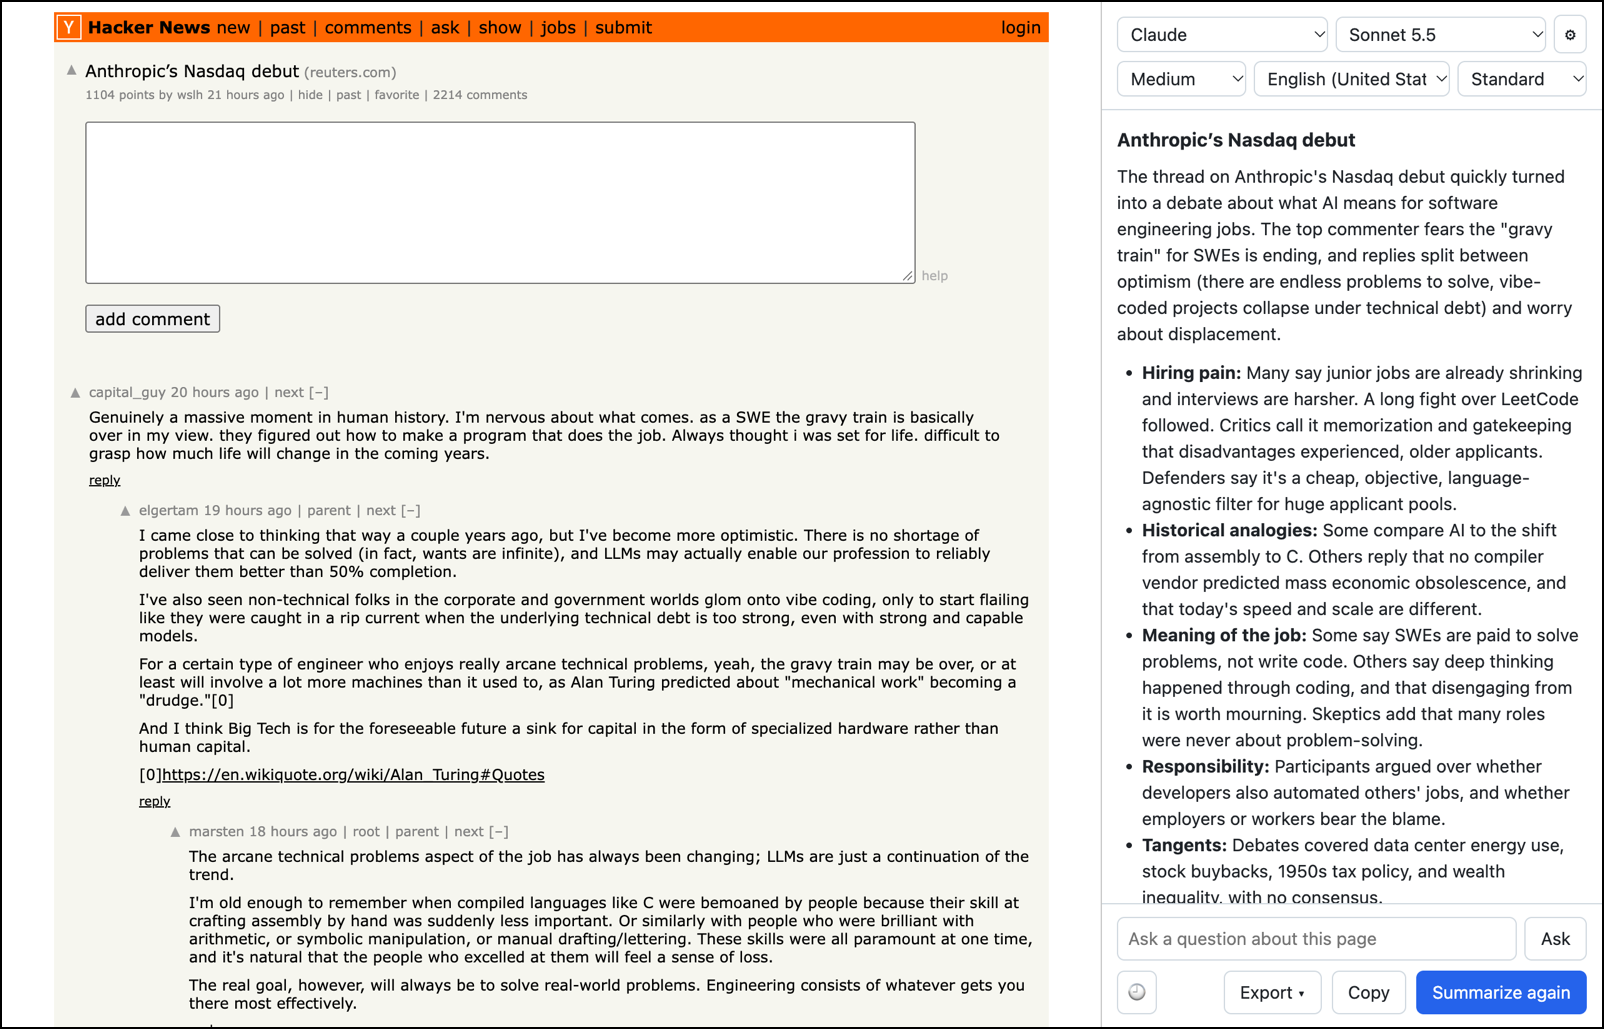 Y Hacker News new | past | comments | ask | show | jobs | submit login
Anthropic’s Nasdaq debut (reuters.com)
1104 points by wslh 21 hours ago | hide | past | favorite | 2214 comments
help
add comment
capital_guy 20 hours ago | next [–]
Genuinely a massive moment in human history. I'm nervous about what comes. as a SWE the gravy train is basically
over in my view. they figured out how to make a program that does the job. Always thought i was set for life. difficult to
grasp how much life will change in the coming years.
reply
elgertam 19 hours ago | parent | next [–]
I came close to thinking that way a couple years ago, but I've become more optimistic. There is no shortage of
problems that can be solved (in fact, wants are infinite), and LLMs may actually enable our profession to reliably
deliver them better than 50% completion.
I've also seen non-technical folks in the corporate and government worlds glom onto vibe coding, only to start flailing
like they were caught in a rip current when the underlying technical debt is too strong, even with strong and capable
models.
For a certain type of engineer who enjoys really arcane technical problems, yeah, the gravy train may be over, or at
least will involve a lot more machines than it used to, as Alan Turing predicted about "mechanical work" becoming a
"drudge."[0]
And I think Big Tech is for the foreseeable future a sink for capital in the form of specialized hardware rather than
human capital.
[0]https://en.wikiquote.org/wiki/Alan_Turing#Quotes
reply
marsten 18 hours ago | root | parent | next [–]
The arcane technical problems aspect of the job has always been changing; LLMs are just a continuation of the
trend.
I'm old enough to remember when compiled languages like C were bemoaned by people because their skill at
crafting assembly by hand was suddenly less important. Or similarly with people who were brilliant with
arithmetic, or symbolic manipulation, or manual drafting/lettering. These skills were all paramount at one time,
and it's natural that the people who excelled at them will feel a sense of loss.
The real goal, however, will always be to solve real-world problems. Engineering consists of whatever gets you
there most effectively.
Claude Sonnet 5.5
Medium English (United Stat Standard
Anthropic’s Nasdaq debut
The thread on Anthropic's Nasdaq debut quickly turned
into a debate about what AI means for software
engineering jobs. The top commenter fears the "gravy
train" for SWEs is ending, and replies split between
optimism (there are endless problems to solve, vibe-
coded projects collapse under technical debt) and worry
about displacement.
• Hiring pain: Many say junior jobs are already shrinking
and interviews are harsher. A long fight over LeetCode
followed. Critics call it memorization and gatekeeping
that disadvantages experienced, older applicants.
Defenders say it's a cheap, objective, language-
agnostic filter for huge applicant pools.
• Historical analogies: Some compare AI to the shift
from assembly to C. Others reply that no compiler
vendor predicted mass economic obsolescence, and
that today's speed and scale are different.
• Meaning of the job: Some say SWEs are paid to solve
problems, not write code. Others say deep thinking
happened through coding, and that disengaging from
it is worth mourning. Skeptics add that many roles
were never about problem-solving.
• Responsibility: Participants argued over whether
developers also automated others' jobs, and whether
employers or workers bear the blame.
• Tangents: Debates covered data center energy use,
stock buybacks, 1950s tax policy, and wealth
inequality, with no consensus.
Ask a question about this page Ask
Export Copy Summarize again